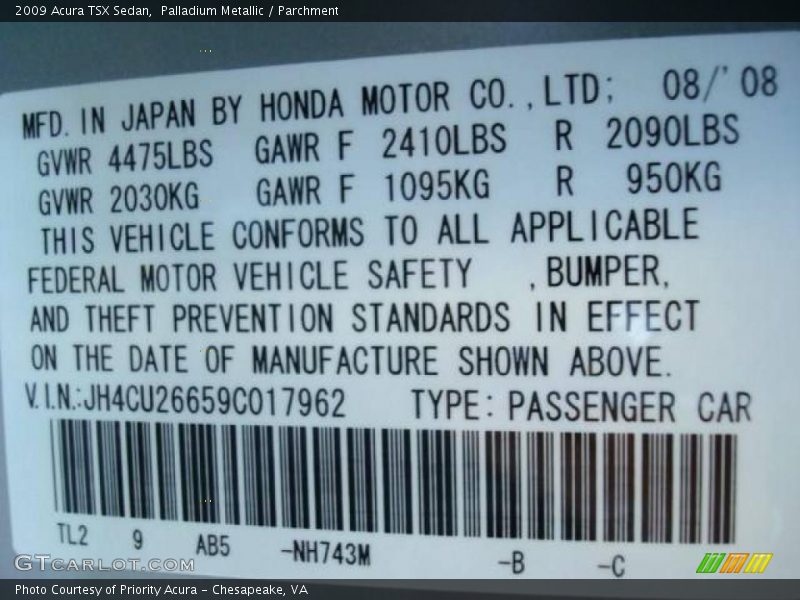 2009 Acura TSX Sedan,  Palladium Metallic / Parchment
MFD. IN JAPAN BY HONDA MOTOR CO., LTD; 08/'08
GVWR 4475LBS GAWR F 2410LBS R 2090LBS
GVWR 2030KG GAWR F 1095KG R 950KG
THIS VEHICLE CONFORMS TO ALL APPLICABLE
FEDERAL MOTOR VEHICLE SAFETY ,BUMPER,
AND THEFT PREVENTION STANDARDS IN EFFECT
ON THE DATE OF MANUFACTURE SHOWN ABOVE.
V.I.N.:JH4CU26659C017962 TYPE: PASSENGER CAR
TL2 9 AB5 -NH743M -B -C
GTCARLOT.COM
Photo Courtesy of Priority Acura - Chesapeake, VA